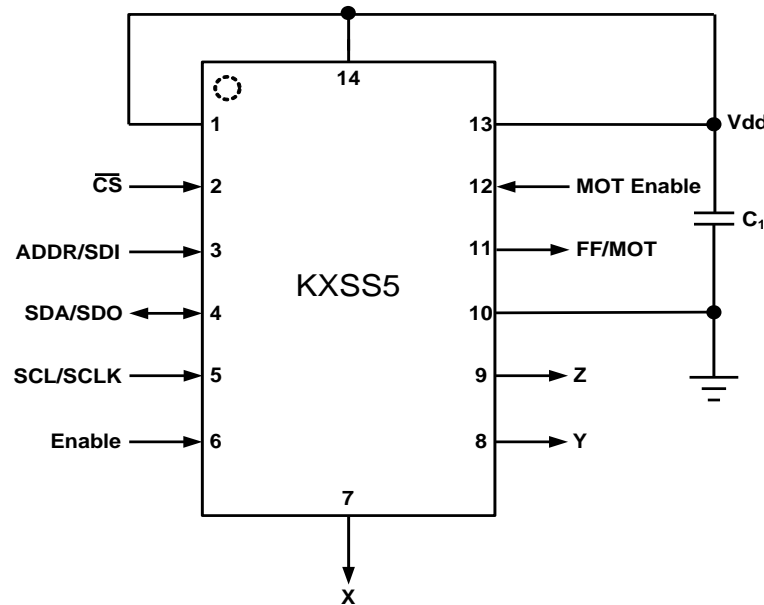 14
1 13 Vdd
C̅S̅ 2 12 MOT Enable
C₁
ADDR/SDI 3 11 FF/MOT
KXSS5
SDA/SDO 4 10
SCL/SCLK 5 9 Z
Enable 6 8 Y
7
X